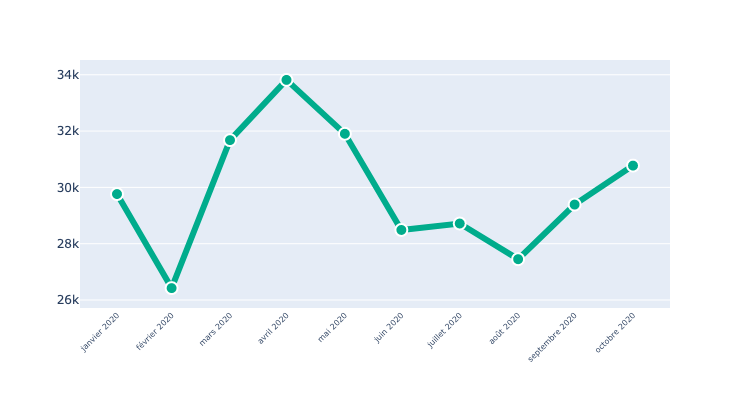 34k
32k
30k
28k
26k
janvier 2020
février 2020
mars 2020
avril 2020
mai 2020
juin 2020
juillet 2020
août 2020
septembre 2020
octobre 2020